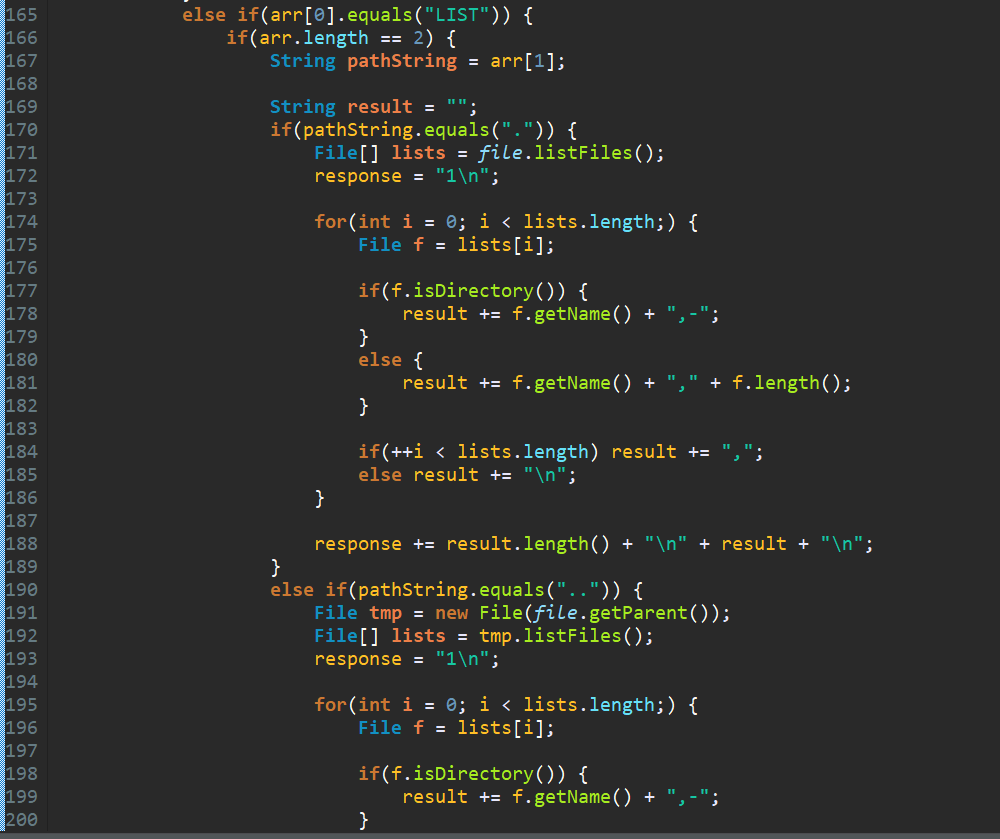 165 else if(arr[0].equals("LIST")) {
166 if(arr.length == 2) {
167 String pathString = arr[1];
168
169 String result = "";
170 if(pathString.equals(".")) {
171 File[] lists = file.listFiles();
172 response = "1\n";
173
174 for(int i = 0; i < lists.length;) {
175 File f = lists[i];
176
177 if(f.isDirectory()) {
178 result += f.getName() + ",-";
179 }
180 else {
181 result += f.getName() + "," + f.length();
182 }
183
184 if(++i < lists.length) result += ",";
185 else result += "\n";
186 }
187
188 response += result.length() + "\n" + result + "\n";
189 }
190 else if(pathString.equals("..")) {
191 File tmp = new File(file.getParent());
192 File[] lists = tmp.listFiles();
193 response = "1\n";
194
195 for(int i = 0; i < lists.length;) {
196 File f = lists[i];
197
198 if(f.isDirectory()) {
199 result += f.getName() + ",-";
200 }